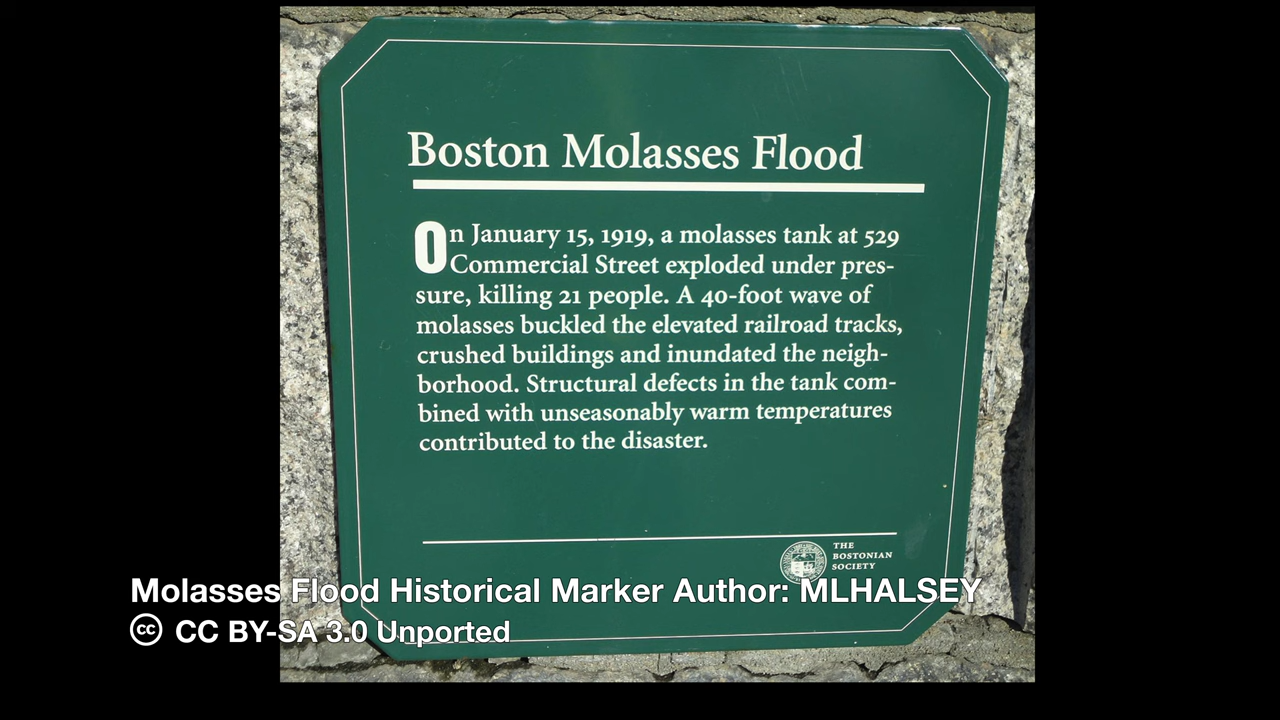 Boston Molasses Flood
On January 15, 1919, a molasses tank at 529
Commercial Street exploded under pres-
sure, killing 21 people. A 40-foot wave of
molasses buckled the elevated railroad tracks,
crushed buildings and inundated the neigh-
borhood. Structural defects in the tank com-
bined with unseasonably warm temperatures
contributed to the disaster.
THE
BOSTONIAN
SOCIETY
Molasses Flood Historical Marker Author: MLHALSEY
cc CC BY-SA 3.0 Unported